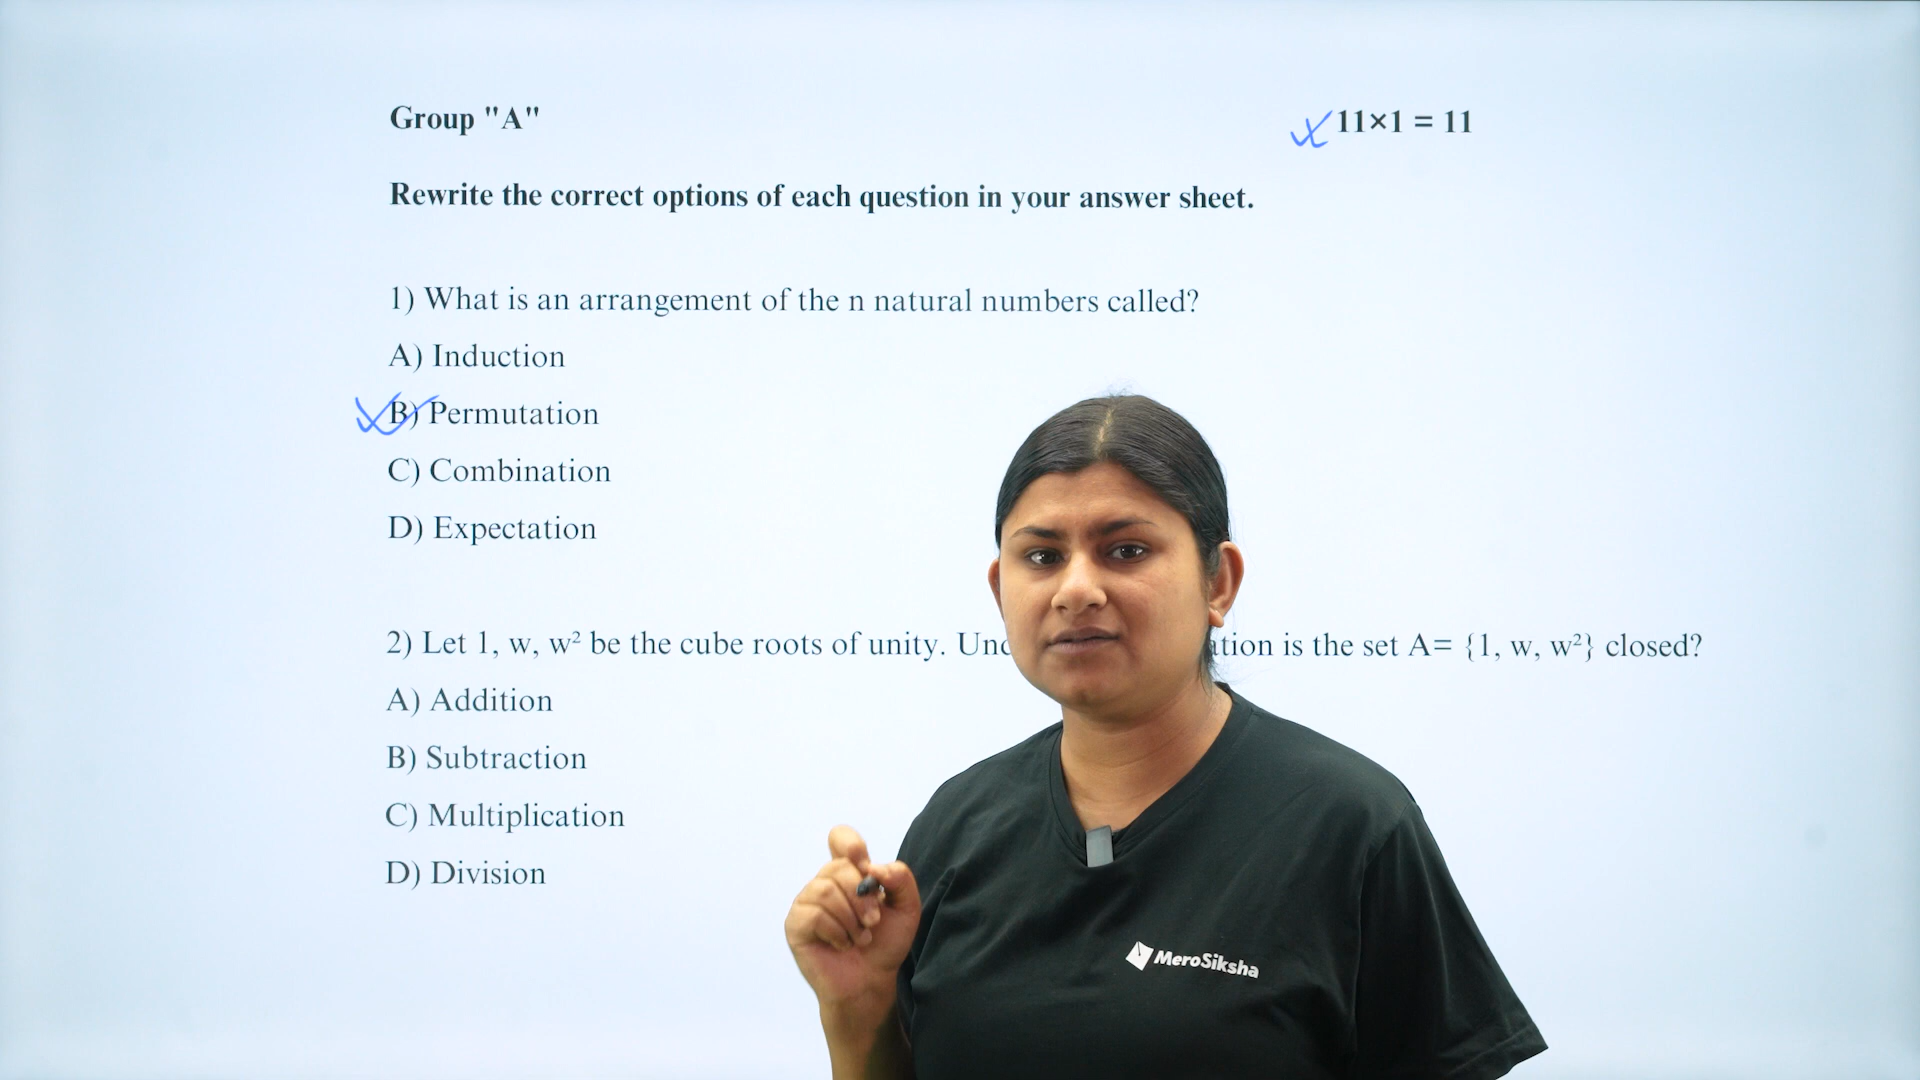 Group "A"
11×1 = 11
Rewrite the correct options of each question in your answer sheet.
1) What is an arrangement of the n natural numbers called?
A) Induction
B) Permutation
C) Combination
D) Expectation
2) Let 1, w, w² be the cube roots of unity. is the set A= {1, w, w²} closed?
A) Addition
B) Subtraction
C) Multiplication
D) Division
MeroSiksha